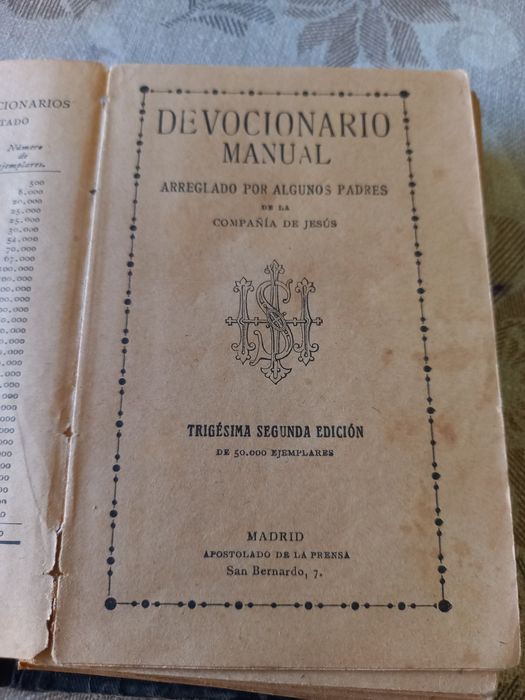 CIONARIOS
TADO
Número
de
ejemplares.
500
8.000
20.000
25.000
25.000
30.000
54.000
70.000
67.000
DEVOCIONARIO
MANUAL
ARREGLADO POR ALGUNOS PADRES
DE LA
COMPAÑÍA DE JESÚS
IHS
TRIGÉSIMA SEGUNDA EDICIÓN
DE 50.000 EJEMPLARES
MADRID
APOSTOLADO DE LA PRENSA
San Bernardo, 7.